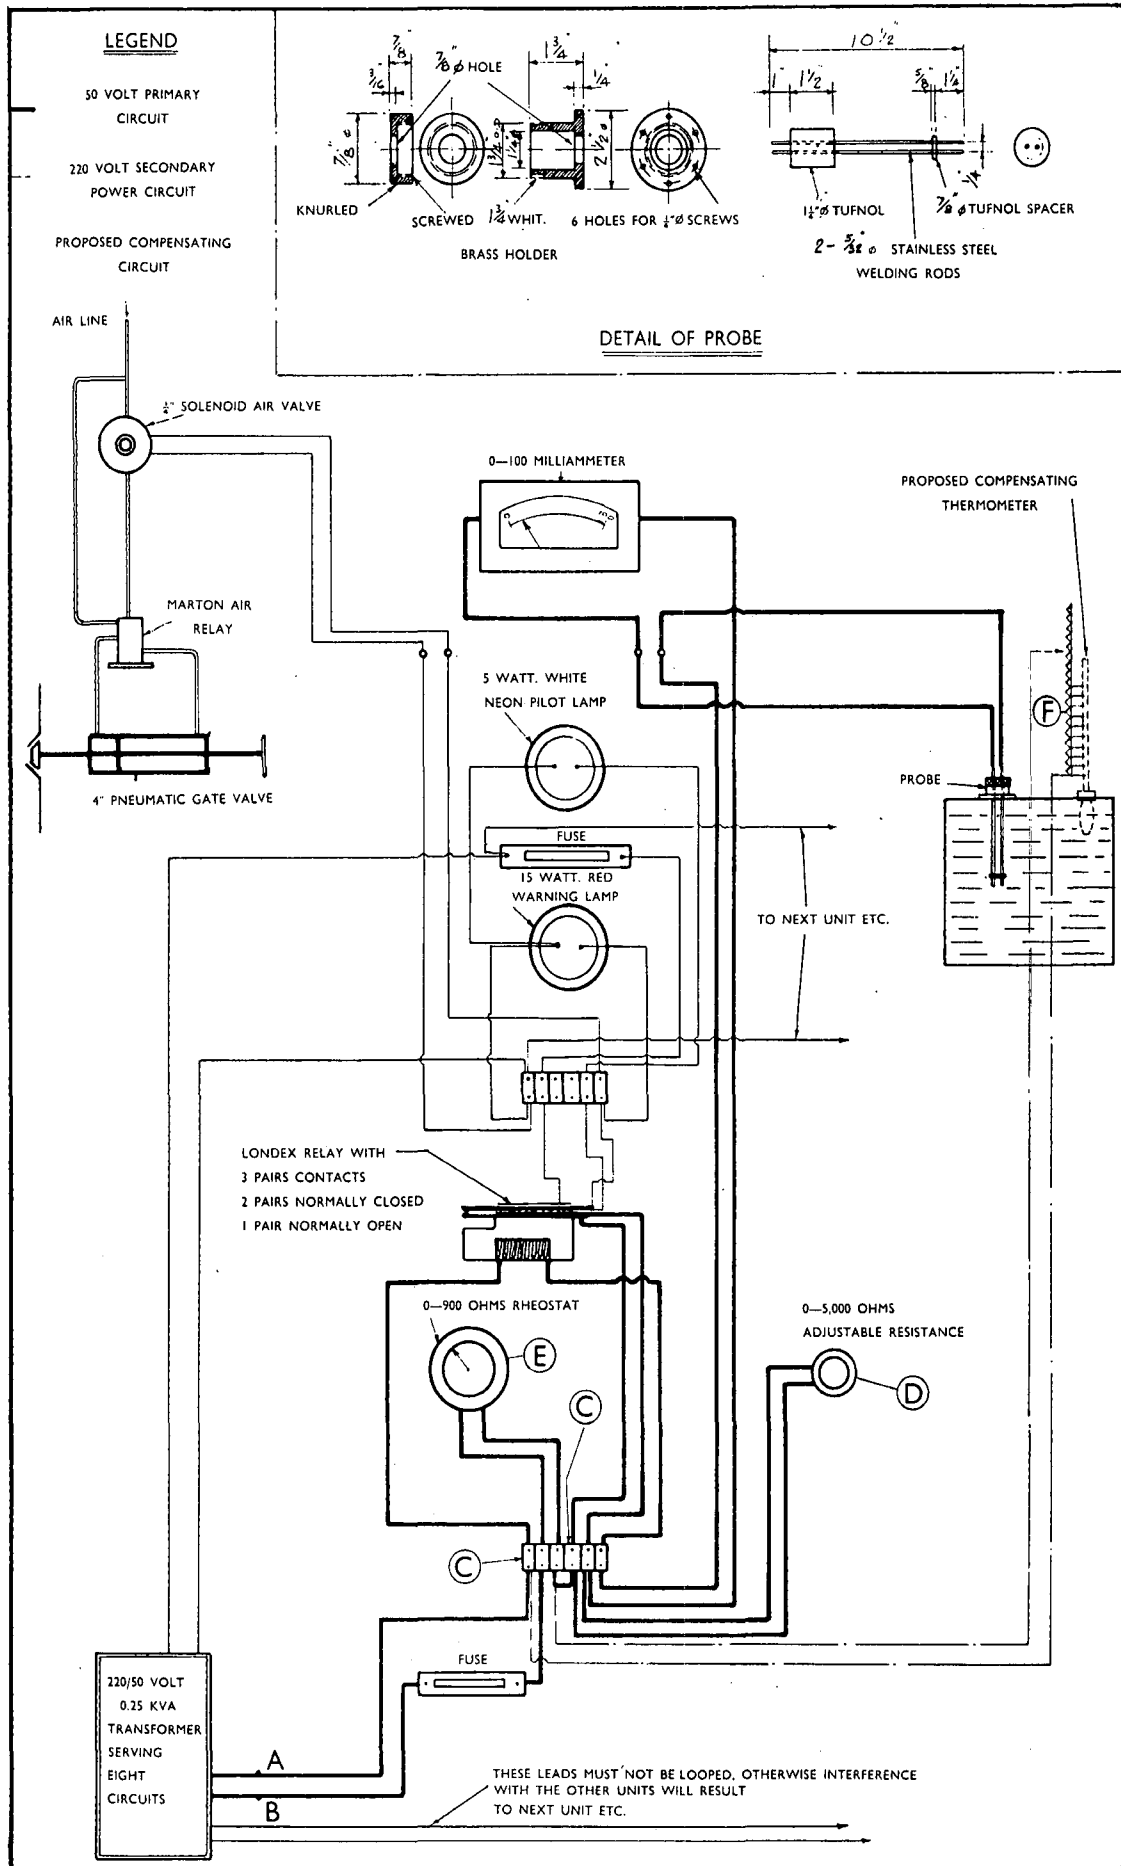 LEGEND
50 VOLT PRIMARY
CIRCUIT
220 VOLT SECONDARY
POWER CIRCUIT
PROPOSED COMPENSATING
CIRCUIT
7/8"
3/16"
7/8" ø HOLE
1 3/4"
1/4"
7/8" ø
1 3/4" O.D
1 1/4" ø
2 1/2" ø
KNURLED
SCREWED
1 3/4" WHIT.
6 HOLES FOR 1/4" Ø SCREWS
BRASS HOLDER
10 1/2"
1"
1 1/2
5/8"
1 1/4"
1/4
1 1/4" Ø TUFNOL
7/8" ø TUFNOL SPACER
2 - 5/32" ø STAINLESS STEEL
WELDING RODS
DETAIL OF PROBE
AIR LINE
1/4" SOLENOID AIR VALVE
MARTON AIR
RELAY
4" PNEUMATIC GATE VALVE
0—100 MILLIAMMETER
0
100
PROPOSED COMPENSATING
THERMOMETER
5 WATT. WHITE
NEON PILOT LAMP
F
PROBE
FUSE
15 WATT. RED
WARNING LAMP
TO NEXT UNIT ETC.
LONDEX RELAY WITH
3 PAIRS CONTACTS
2 PAIRS NORMALLY CLOSED
1 PAIR NORMALLY OPEN
0—900 OHMS RHEOSTAT
E
0—5,000 OHMS
ADJUSTABLE RESISTANCE
D
C
C
FUSE
220/50 VOLT
0.25 KVA
TRANSFORMER
SERVING
EIGHT
CIRCUITS
A
B
THESE LEADS MUST NOT BE LOOPED, OTHERWISE INTERFERENCE
WITH THE OTHER UNITS WILL RESULT
TO NEXT UNIT ETC.